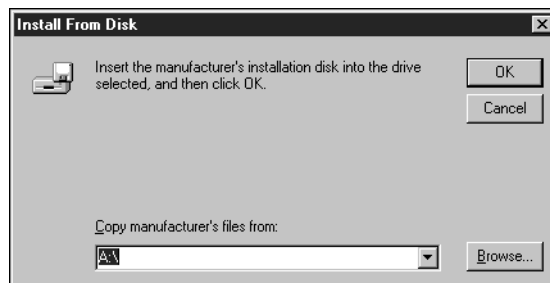 Install From Disk
Insert the manufacturer's installation disk into the drive
selected, and then click OK.
OK
Cancel
Copy manufacturer's files from:
A:\
Browse...